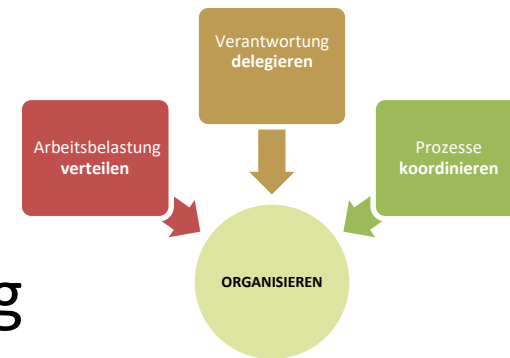 Verantwortung
delegieren
Arbeitsbelastung
verteilen
Prozesse
koordinieren
ORGANISIEREN
g